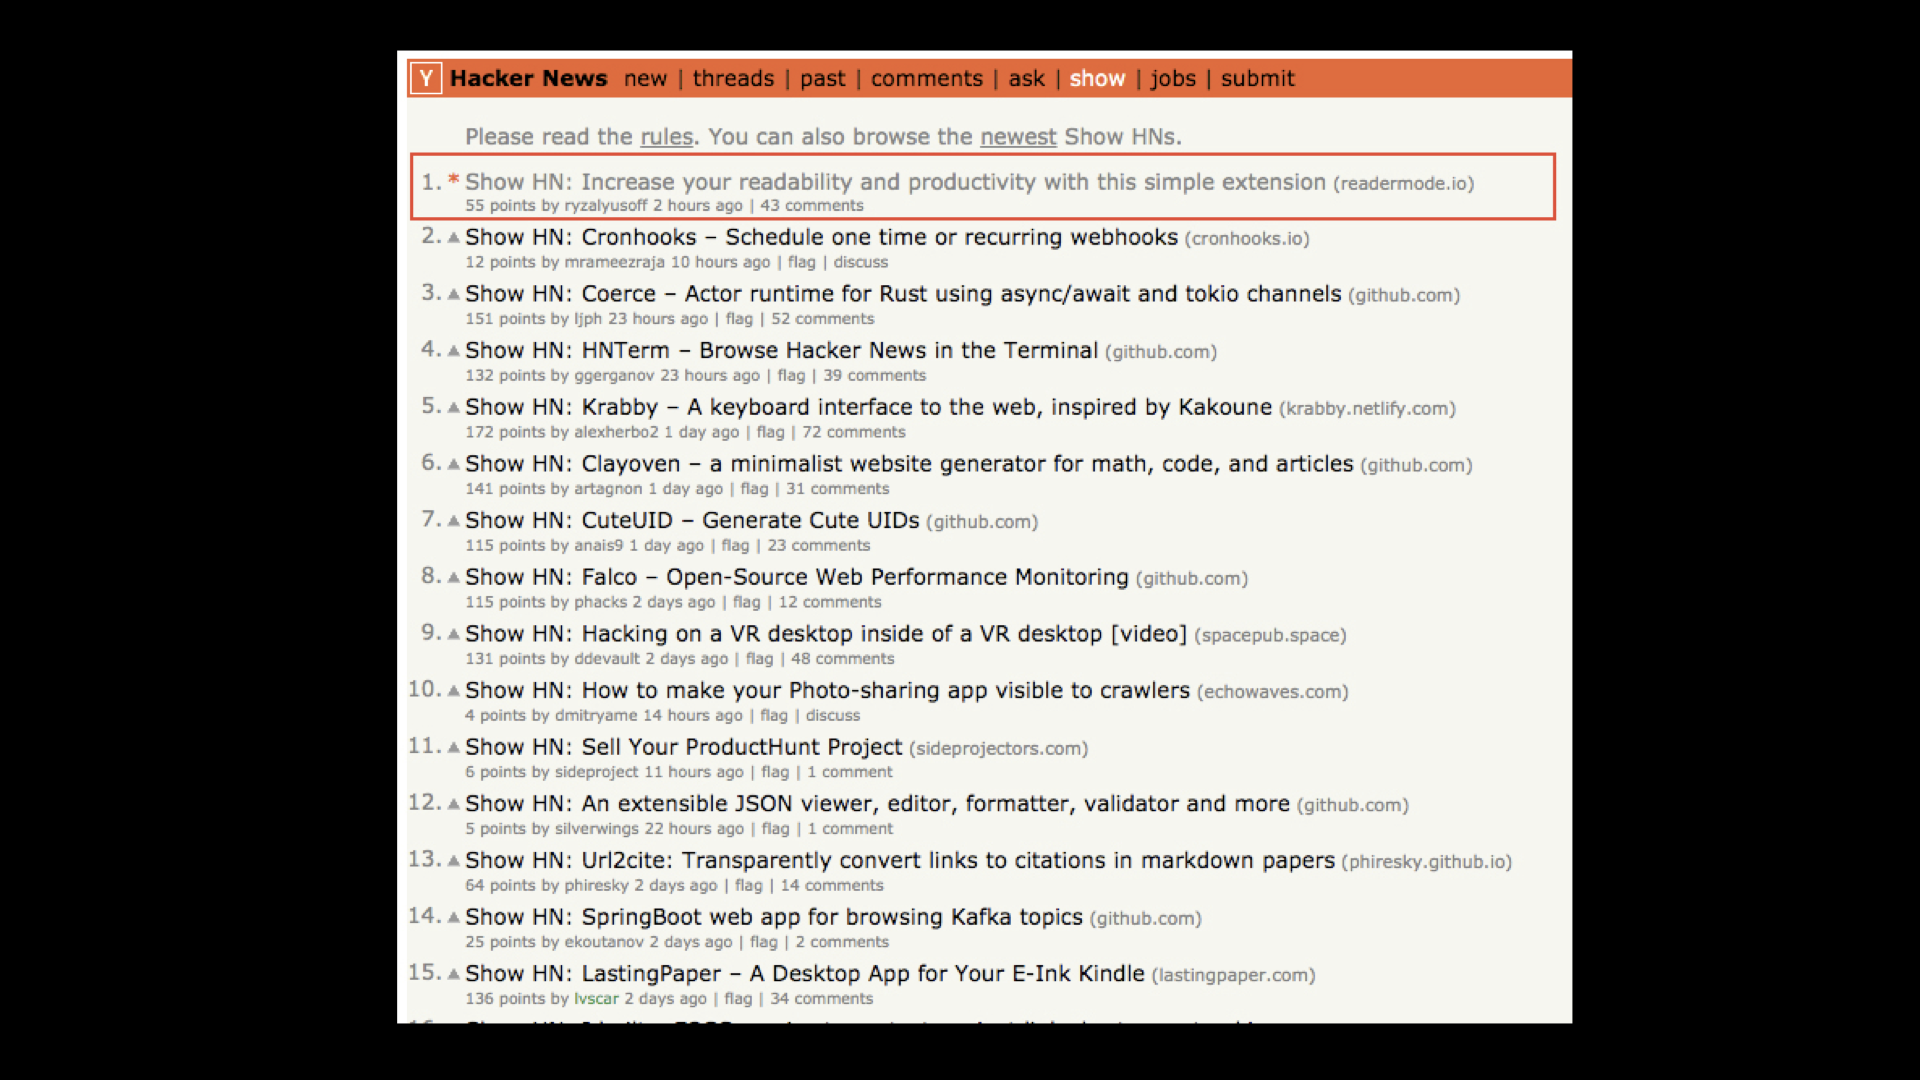 Y Hacker News new | threads | past | comments | ask | show | jobs | submit
Please read the rules. You can also browse the newest Show HNs.
1. * Show HN: Increase your readability and productivity with this simple extension (readermode.io)
55 points by ryzalyusoff 2 hours ago | 43 comments
2. ▲ Show HN: Cronhooks – Schedule one time or recurring webhooks (cronhooks.io)
12 points by mrameezraja 10 hours ago | flag | discuss
3. ▲ Show HN: Coerce – Actor runtime for Rust using async/await and tokio channels (github.com)
151 points by ljph 23 hours ago | flag | 52 comments
4. ▲ Show HN: HNTerm – Browse Hacker News in the Terminal (github.com)
132 points by ggerganov 23 hours ago | flag | 39 comments
5. ▲ Show HN: Krabby – A keyboard interface to the web, inspired by Kakoune (krabby.netlify.com)
172 points by alexherbo2 1 day ago | flag | 72 comments
6. ▲ Show HN: Clayoven – a minimalist website generator for math, code, and articles (github.com)
141 points by artagnon 1 day ago | flag | 31 comments
7. ▲ Show HN: CuteUID – Generate Cute UIDs (github.com)
115 points by anais9 1 day ago | flag | 23 comments
8. ▲ Show HN: Falco – Open-Source Web Performance Monitoring (github.com)
115 points by phacks 2 days ago | flag | 12 comments
9. ▲ Show HN: Hacking on a VR desktop inside of a VR desktop [video] (spacepub.space)
131 points by ddevault 2 days ago | flag | 48 comments
10. ▲ Show HN: How to make your Photo-sharing app visible to crawlers (echowaves.com)
4 points by dmitryame 14 hours ago | flag | discuss
11. ▲ Show HN: Sell Your ProductHunt Project (sideprojectors.com)
6 points by sideproject 11 hours ago | flag | 1 comment
12. ▲ Show HN: An extensible JSON viewer, editor, formatter, validator and more (github.com)
5 points by silverwings 22 hours ago | flag | 1 comment
13. ▲ Show HN: Url2cite: Transparently convert links to citations in markdown papers (phiresky.github.io)
64 points by phiresky 2 days ago | flag | 14 comments
14. ▲ Show HN: SpringBoot web app for browsing Kafka topics (github.com)
25 points by ekoutanov 2 days ago | flag | 2 comments
15. ▲ Show HN: LastingPaper – A Desktop App for Your E-Ink Kindle (lastingpaper.com)
136 points by lvscar 2 days ago | flag | 34 comments